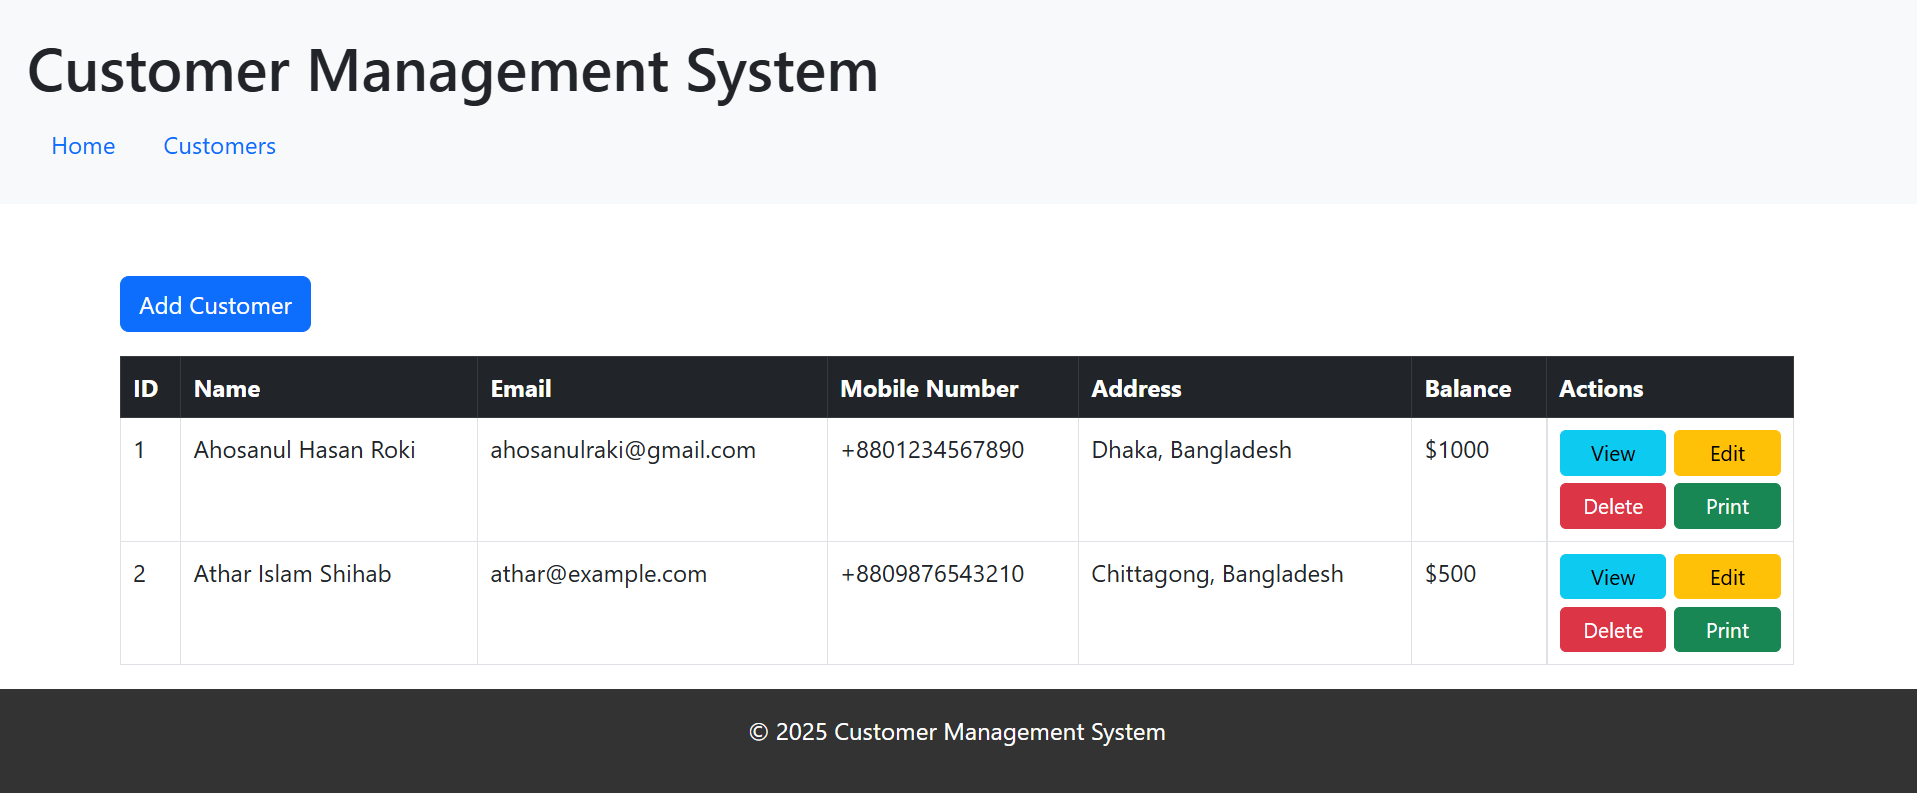 Customer Management System
Home Customers
Add Customer
ID Name Email Mobile Number Address Balance Actions
1 Ahosanul Hasan Roki ahosanulraki@gmail.com +8801234567890 Dhaka, Bangladesh $1000 View Edit
Delete Print
2 Athar Islam Shihab athar@example.com +8809876543210 Chittagong, Bangladesh $500 View Edit
Delete Print
© 2025 Customer Management System